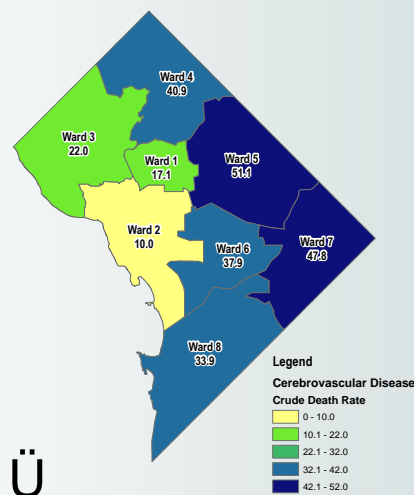 Ward 4
40.9
Ward 3
22.0
Ward 1
17.1
Ward 5
51.1
Ward 2
10.0
Ward 6
37.9
Ward 7
47.8
Ward 8
33.9
Legend
Cerebrovascular Disease
Crude Death Rate
0 - 10.0
10.1 - 22.0
22.1 - 32.0
32.1 - 42.0
42.1 - 52.0
Ü